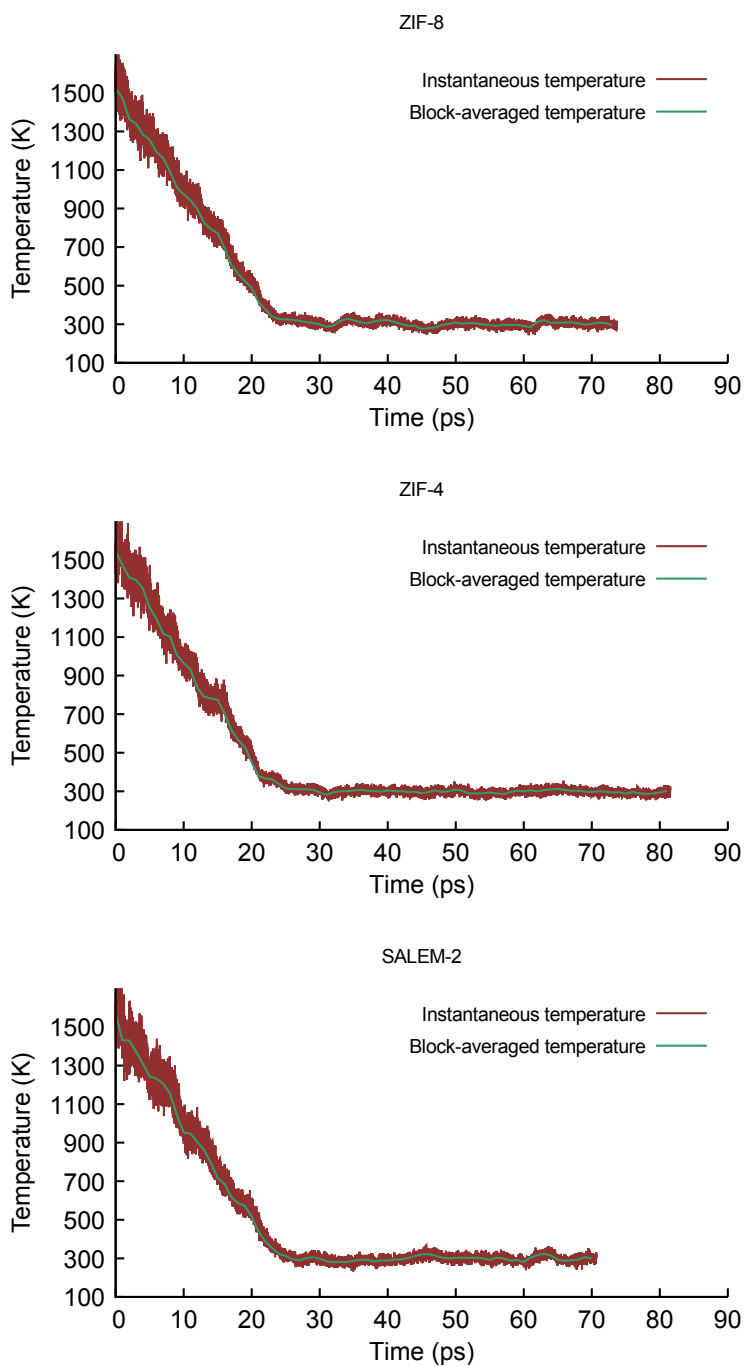 ZIF-8
Instantaneous temperature
Block-averaged temperature
Temperature (K)
1500
1300
1100
900
700
500
300
100
0 10 20 30 40 50 60 70 80 90
Time (ps)
ZIF-4
Instantaneous temperature
Block-averaged temperature
Temperature (K)
1500
1300
1100
900
700
500
300
100
0 10 20 30 40 50 60 70 80 90
Time (ps)
SALEM-2
Instantaneous temperature
Block-averaged temperature
Temperature (K)
1500
1300
1100
900
700
500
300
100
0 10 20 30 40 50 60 70 80 90
Time (ps)